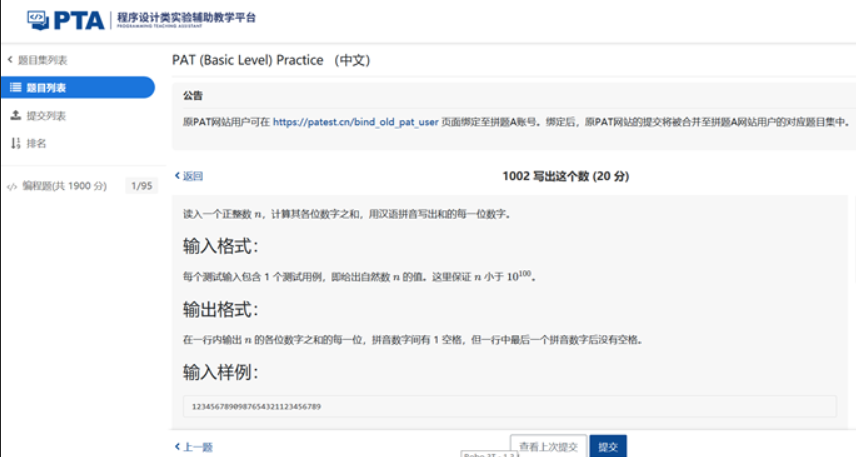 PTA 程序设计类实验辅助教学平台
PROGRAMMING TEACHING ASSISTANT
题目集列表
题目列表
提交列表
排名
编程题(共 1900 分) 1/95
PAT (Basic Level) Practice （中文）
公告
原PAT网站用户可在 https://patest.cn/bind_old_pat_user 页面绑定至拼题A账号。绑定后，原PAT网站的提交将被合并至拼题A网站用户的对应题目集中。
返回
1002 写出这个数 (20 分)
读入一个正整数 n，计算其各位数字之和，用汉语拼音写出和的每一位数字。
输入格式：
每个测试输入包含 1 个测试用例，即给出自然数 n 的值。这里保证 n 小于 10¹⁰⁰。
输出格式：
在一行内输出 n 的各位数字之和的每一位，拼音数字间有 1 空格，但一行中最后一个拼音数字后没有空格。
输入样例：
1234567890987654321123456789
上一题
查看上次提交
提交